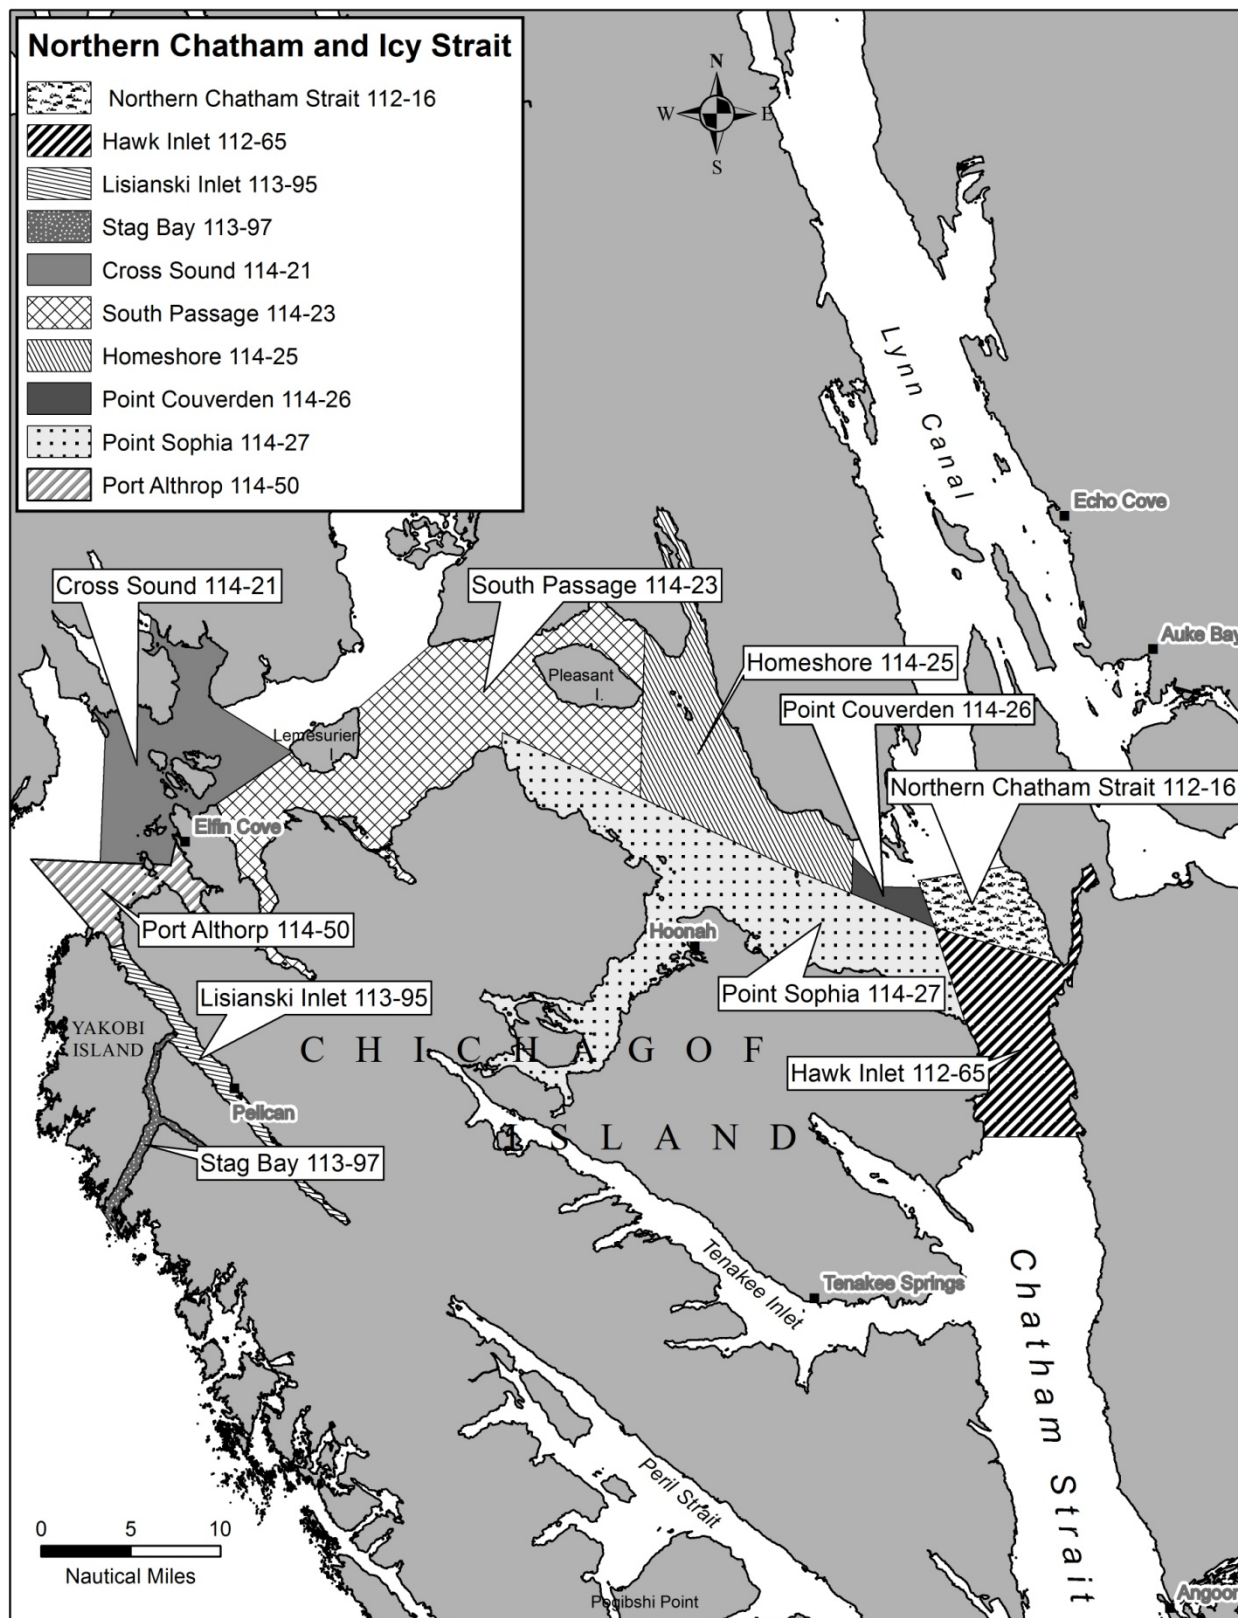 Northern Chatham and Icy Strait
Northern Chatham Strait 112-16
Hawk Inlet 112-65
Lisianski Inlet 113-95
Stag Bay 113-97
Cross Sound 114-21
South Passage 114-23
Homeshore 114-25
Point Couverden 114-26
Point Sophia 114-27
Port Althrop 114-50
N
W E
S
Lynn Canal
Echo Cove
Cross Sound 114-21
South Passage 114-23
Auke Bay
Homeshore 114-25
Pleasant
I.
Point Couverden 114-26
Lemesurier
I.
Northern Chatham Strait 112-16
Elfin Cove
Port Althorp 114-50
Hoonah
Point Sophia 114-27
Lisianski Inlet 113-95
YAKOBI
ISLAND
CHICHAGOF
ISLAND
Hawk Inlet 112-65
Pelican
Stag Bay 113-97
Tenakee Inlet
Tenakee Springs
Chatham Strait
Peril Strait
0 5 10
Nautical Miles
Pogibshi Point
Angoon